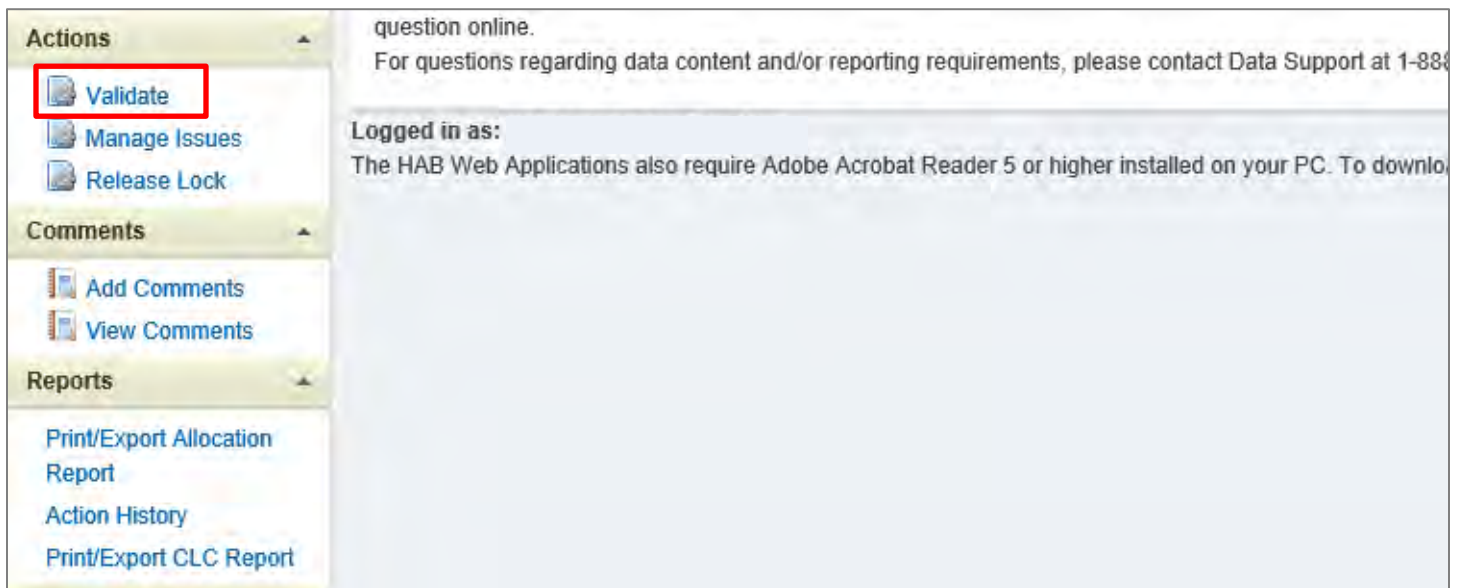 Actions
Validate
Manage Issues
Release Lock
Comments
Add Comments
View Comments
Reports
Print/Export Allocation
Report
Action History
Print/Export CLC Report
question online.
For questions regarding data content and/or reporting requirements, please contact Data Support at 1-888
Logged in as:
The HAB Web Applications also require Adobe Acrobat Reader 5 or higher installed on your PC. To downlo